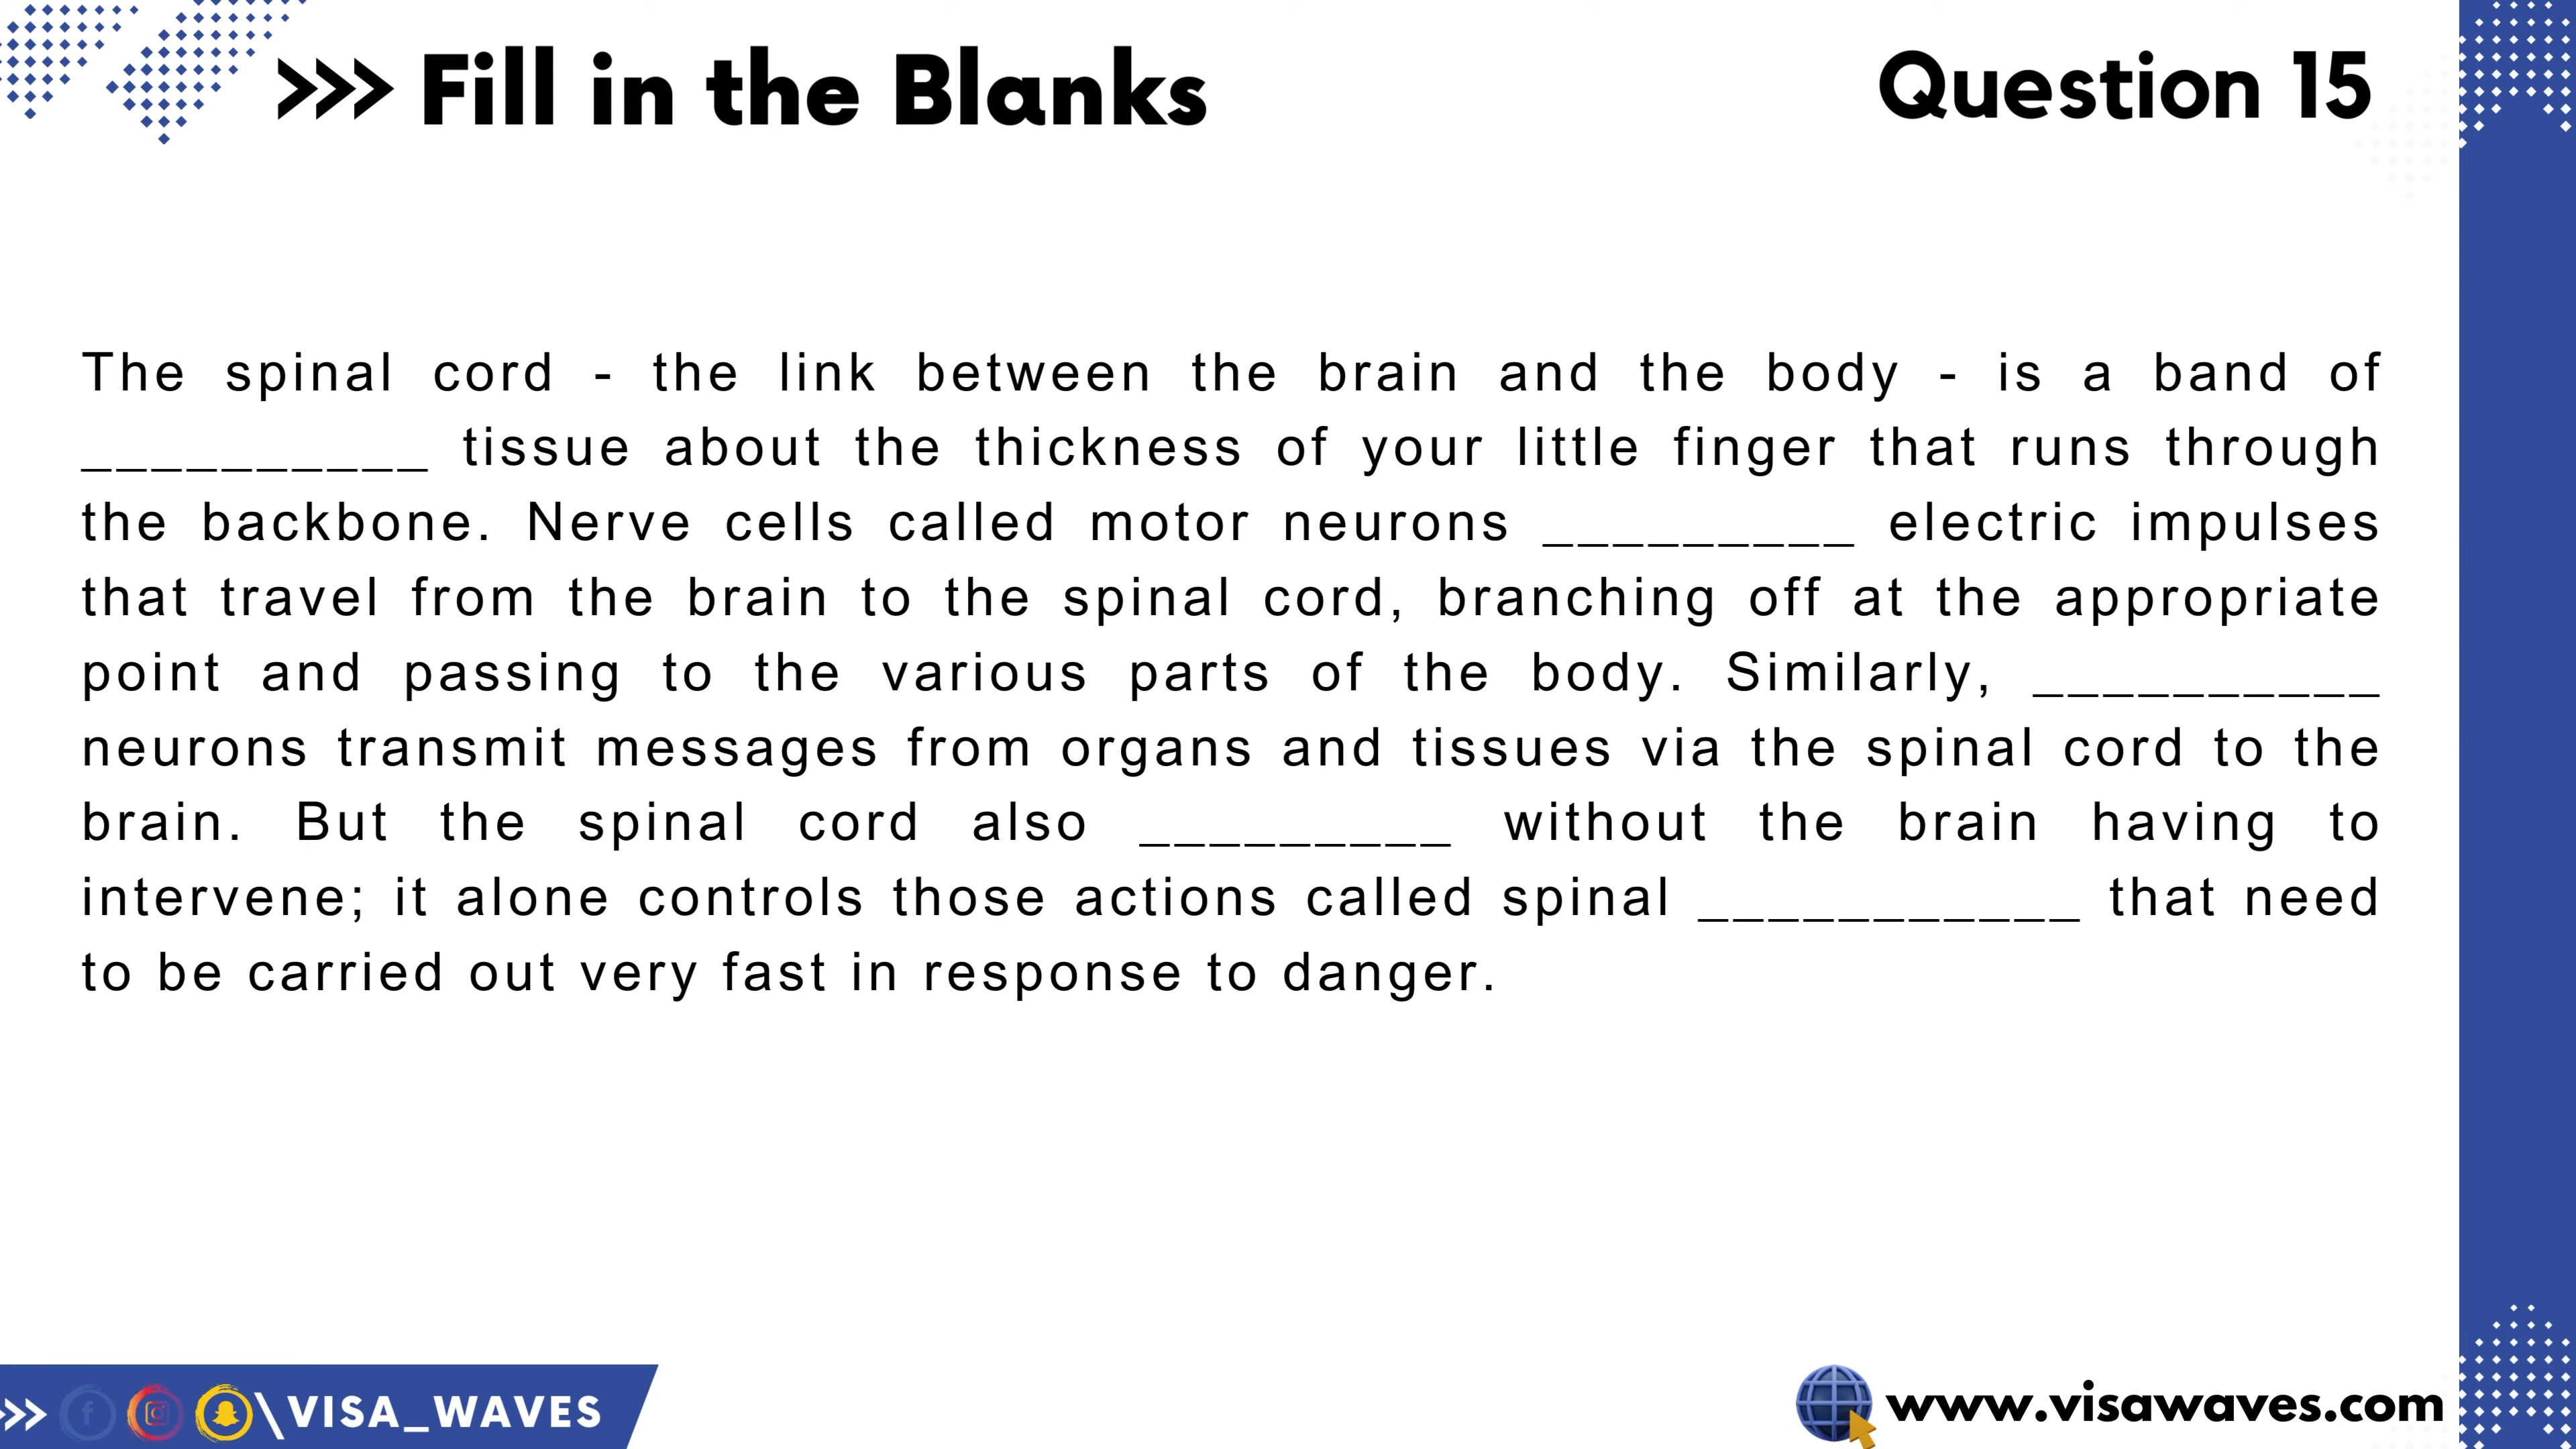 >>> Fill in the Blanks
Question 15
The spinal cord - the link between the brain and the body - is a band of
__________ tissue about the thickness of your little finger that runs through
the backbone. Nerve cells called motor neurons _________ electric impulses
that travel from the brain to the spinal cord, branching off at the appropriate
point and passing to the various parts of the body. Similarly, __________
neurons transmit messages from organs and tissues via the spinal cord to the
brain. But the spinal cord also _________ without the brain having to
intervene; it alone controls those actions called spinal ___________ that need
to be carried out very fast in response to danger.
\VISA_WAVES
www.visawaves.com